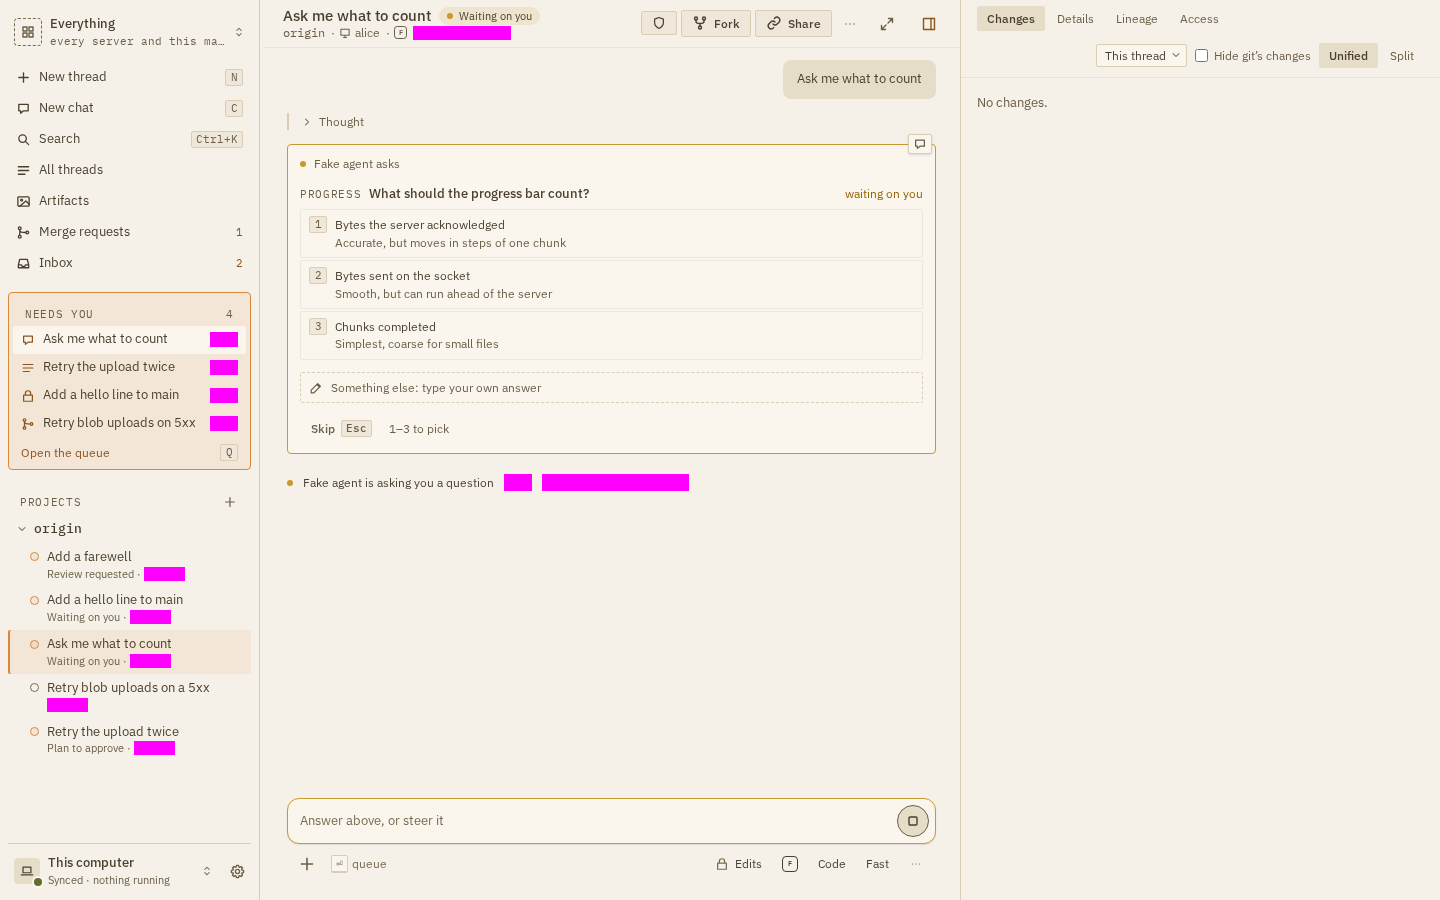 Everything
every server and this ma…
New thread N
New chat C
Search Ctrl+K
All threads
Artifacts
Merge requests 1
Inbox 2
NEEDS YOU 4
Ask me what to count
Retry the upload twice
Add a hello line to main
Retry blob uploads on 5xx
Open the queue Q
PROJECTS
origin
Add a farewell
Review requested ·
Add a hello line to main
Waiting on you ·
Ask me what to count
Waiting on you ·
Retry blob uploads on a 5xx
Retry the upload twice
Plan to approve ·
This computer
Synced · nothing running
Ask me what to count Waiting on you
origin · alice · F
Fork Share ···
Ask me what to count
Thought
Fake agent asks
PROGRESS What should the progress bar count? waiting on you
1 Bytes the server acknowledged
Accurate, but moves in steps of one chunk
2 Bytes sent on the socket
Smooth, but can run ahead of the server
3 Chunks completed
Simplest, coarse for small files
Something else: type your own answer
Skip Esc 1–3 to pick
Fake agent is asking you a question
Answer above, or steer it
queue Edits F Code Fast ···
Changes Details Lineage Access
This thread Hide git's changes Unified Split
No changes.